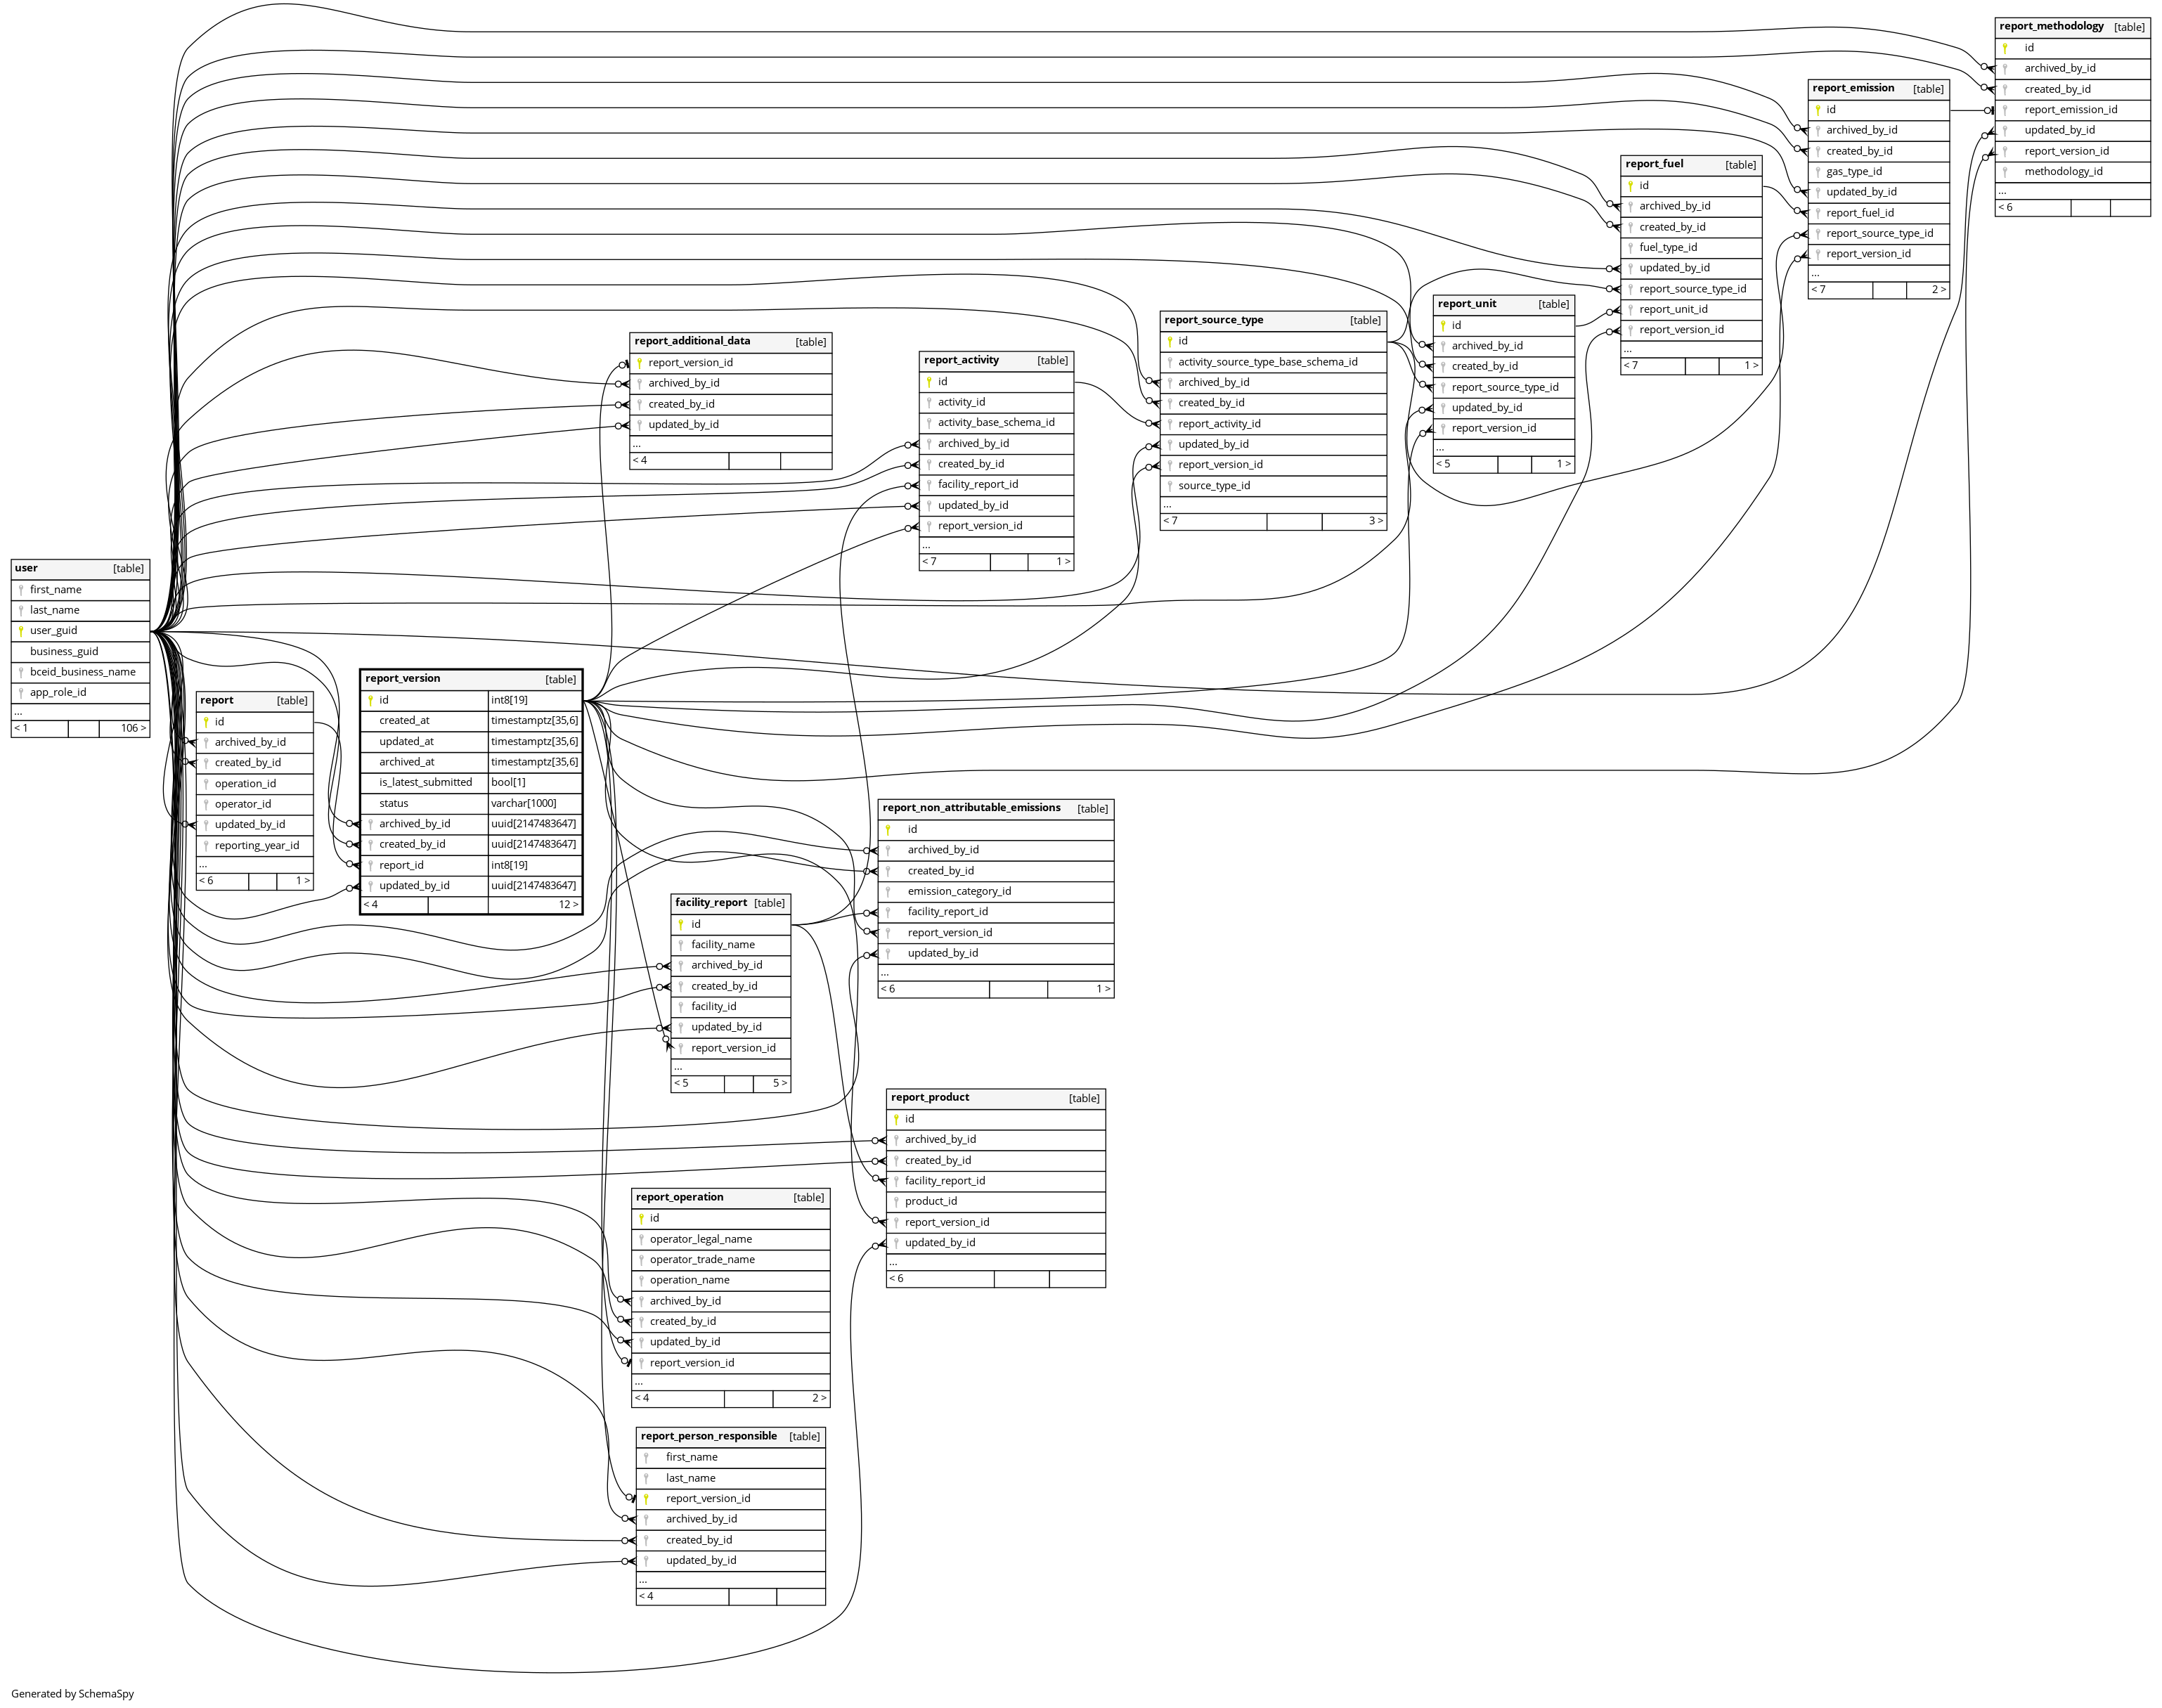 report_methodology [table]
id
archived_by_id
created_by_id
report_emission_id
updated_by_id
report_version_id
methodology_id
...
< 6
report_emission [table]
id
archived_by_id
created_by_id
gas_type_id
updated_by_id
report_fuel_id
report_source_type_id
report_version_id
...
< 7 2 >
report_fuel [table]
id
archived_by_id
created_by_id
fuel_type_id
updated_by_id
report_source_type_id
report_unit_id
report_version_id
...
< 7 1 >
report_unit [table]
id
archived_by_id
created_by_id
report_source_type_id
updated_by_id
report_version_id
...
< 5 1 >
report_source_type [table]
id
activity_source_type_base_schema_id
archived_by_id
created_by_id
report_activity_id
updated_by_id
report_version_id
source_type_id
...
< 7 3 >
report_additional_data [table]
report_version_id
archived_by_id
created_by_id
updated_by_id
...
< 4
report_activity [table]
id
activity_id
activity_base_schema_id
archived_by_id
created_by_id
facility_report_id
updated_by_id
report_version_id
...
< 7 1 >
user [table]
first_name
last_name
user_guid
business_guid
bceid_business_name
app_role_id
...
< 1 106 >
report [table]
id
archived_by_id
created_by_id
operation_id
operator_id
updated_by_id
reporting_year_id
...
< 6 1 >
report_version [table]
id int8[19]
created_at timestamptz[35,6]
updated_at timestamptz[35,6]
archived_at timestamptz[35,6]
is_latest_submitted bool[1]
status varchar[1000]
archived_by_id uuid[2147483647]
created_by_id uuid[2147483647]
report_id int8[19]
updated_by_id uuid[2147483647]
< 4 12 >
report_non_attributable_emissions [table]
id
archived_by_id
created_by_id
emission_category_id
facility_report_id
report_version_id
updated_by_id
...
< 6 1 >
facility_report [table]
id
facility_name
archived_by_id
created_by_id
facility_id
updated_by_id
report_version_id
...
< 5 5 >
report_product [table]
id
archived_by_id
created_by_id
facility_report_id
product_id
report_version_id
updated_by_id
...
< 6
report_operation [table]
id
operator_legal_name
operator_trade_name
operation_name
archived_by_id
created_by_id
updated_by_id
report_version_id
...
< 4 2 >
report_person_responsible [table]
first_name
last_name
report_version_id
archived_by_id
created_by_id
updated_by_id
...
< 4
Generated by SchemaSpy